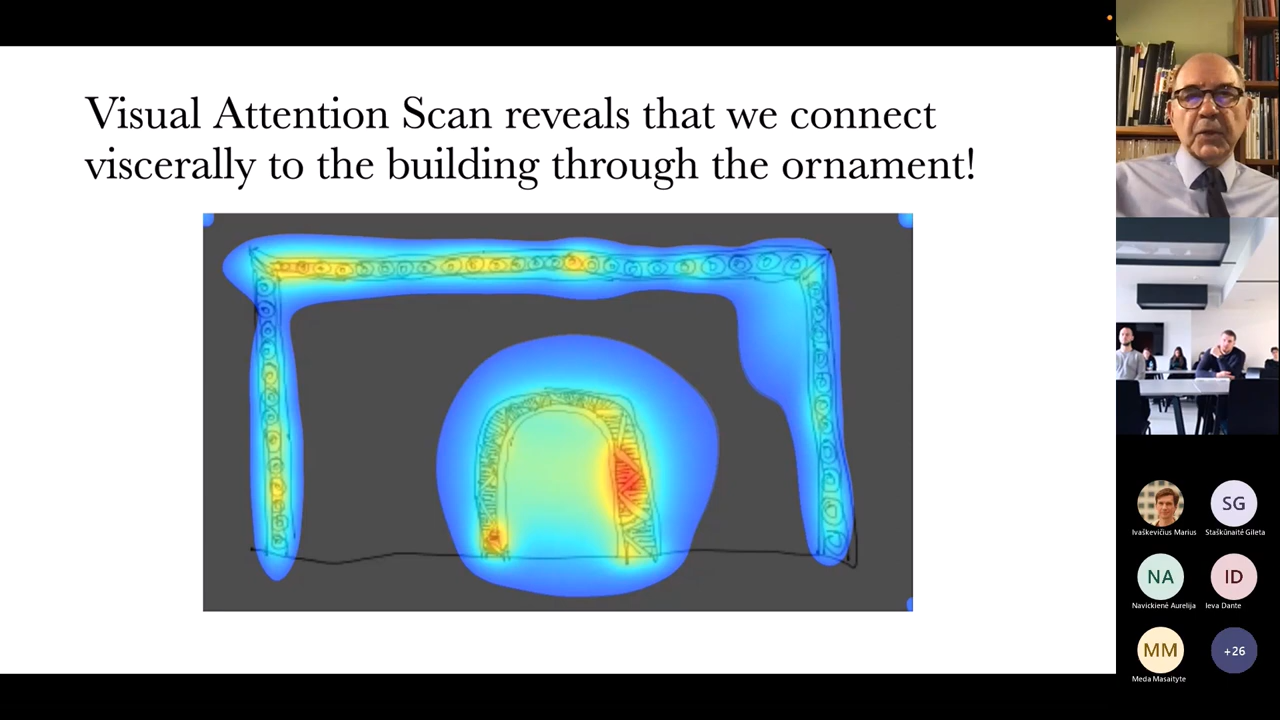 Visual Attention Scan reveals that we connect
viscerally to the building through the ornament!
Ivaškevičius Marius
SG
Staškūnaitė Gileta
NA
Navickienė Aurelija
ID
Ieva Dante
MM
Meda Masaityte
+26